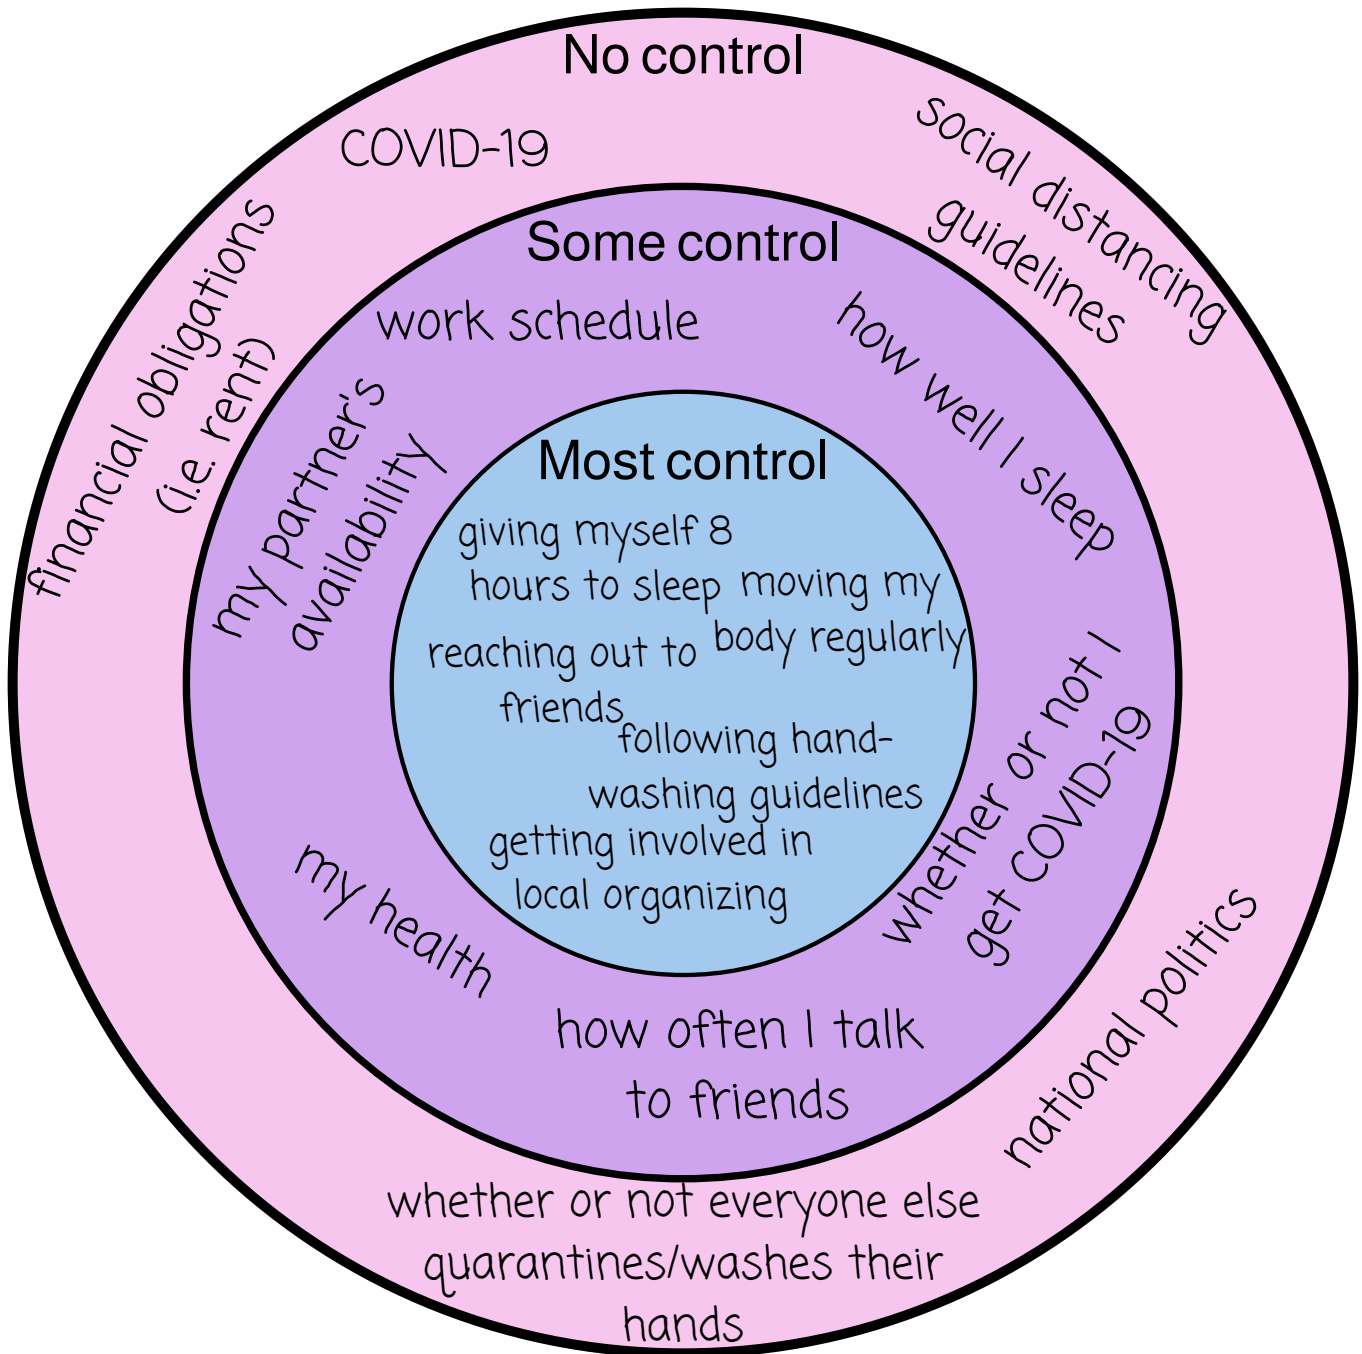 No control
COVID-19
social distancing
guidelines
financial obligations
(i.e. rent)
Some control
work schedule
how well I sleep
my partner's
availability
Most control
giving myself 8
hours to sleep
moving my
body regularly
reaching out to
friends
following hand-
washing guidelines
getting involved in
local organizing
whether or not I
get COVID-19
my health
how often I talk
to friends
national politics
whether or not everyone else
quarantines/washes their
hands